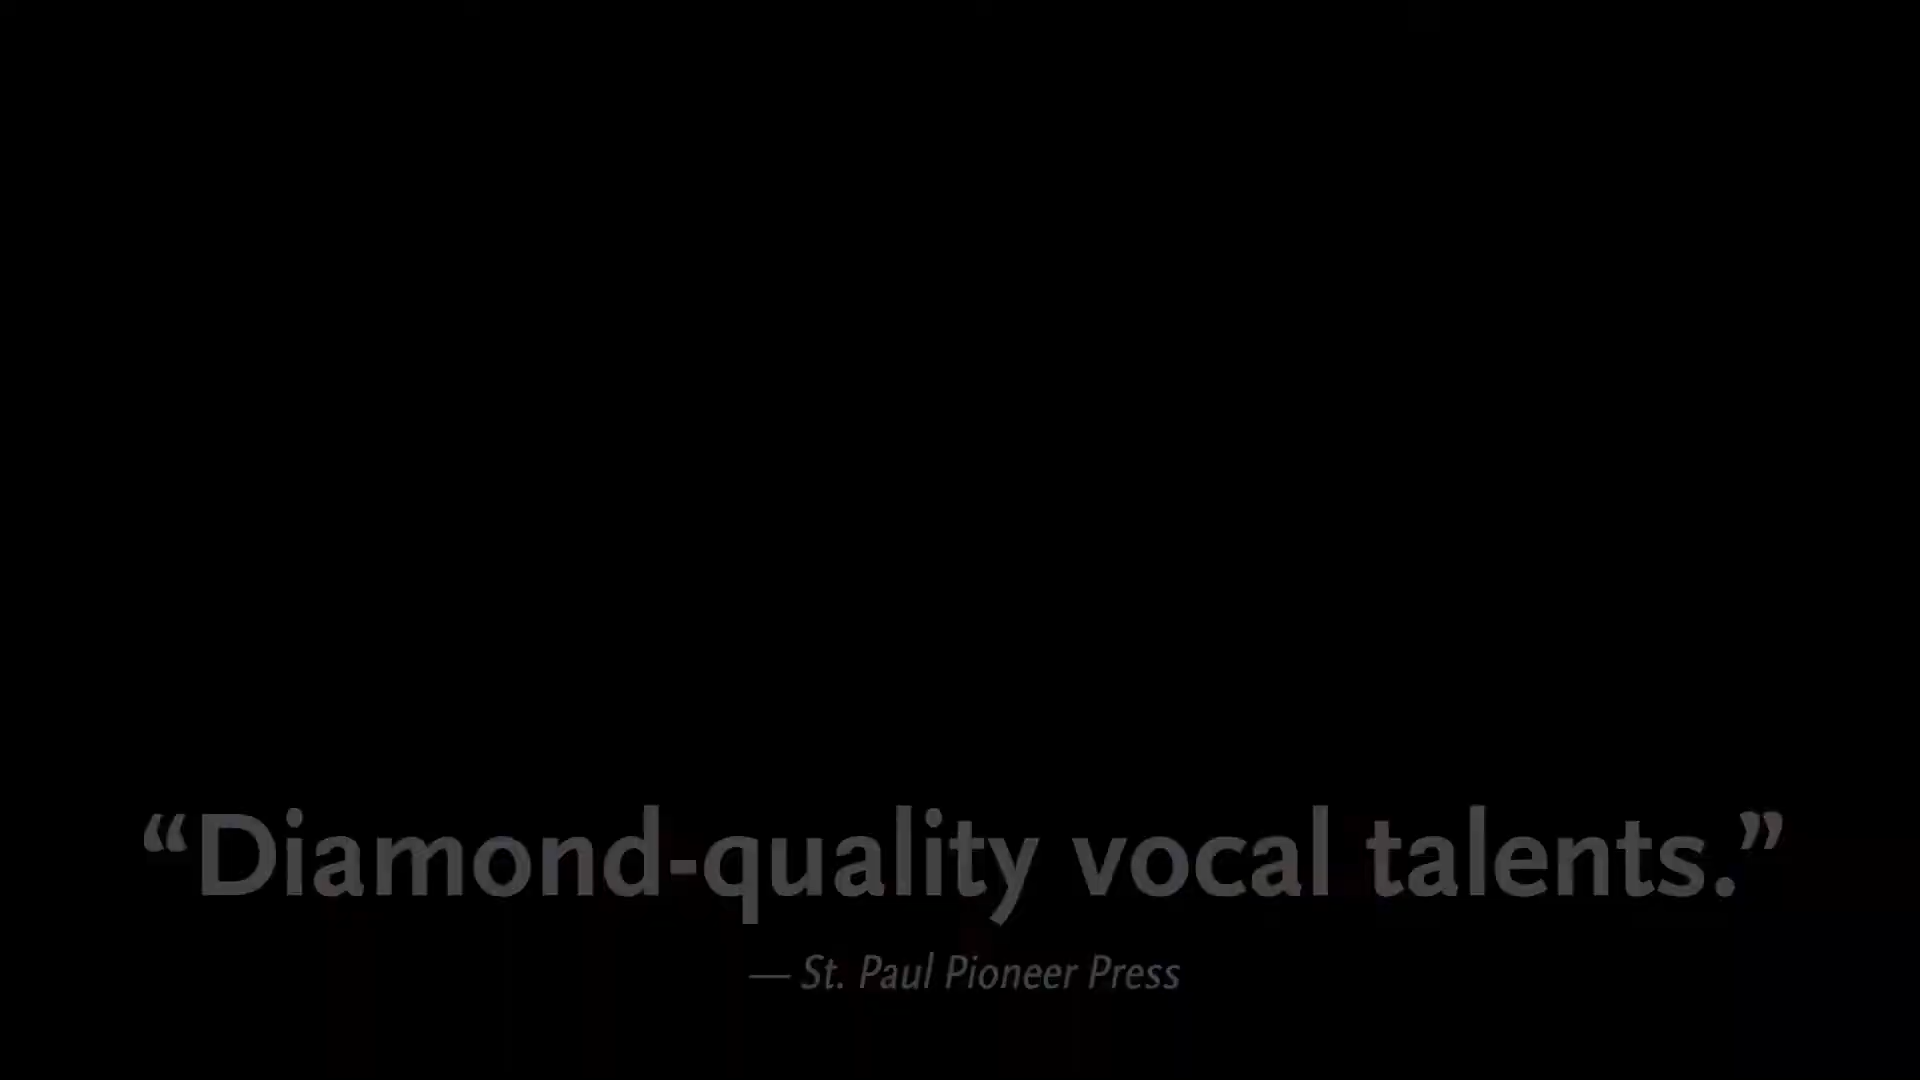 “Diamond-quality vocal talents.”
— St. Paul Pioneer Press